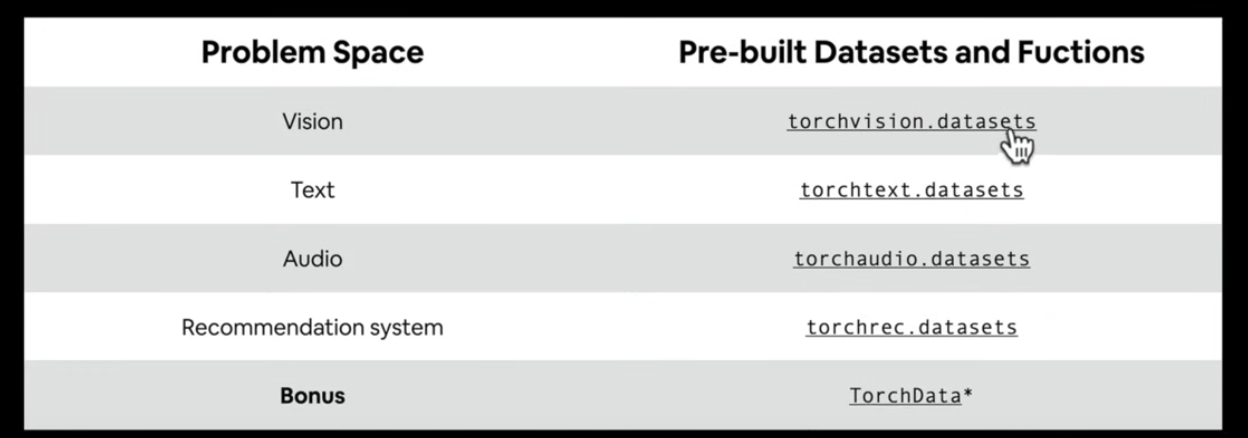 Problem Space Pre-built Datasets and Fuctions
Vision torchvision.datasets
Text torchtext.datasets
Audio torchaudio.datasets
Recommendation system torchrec.datasets
Bonus TorchData*